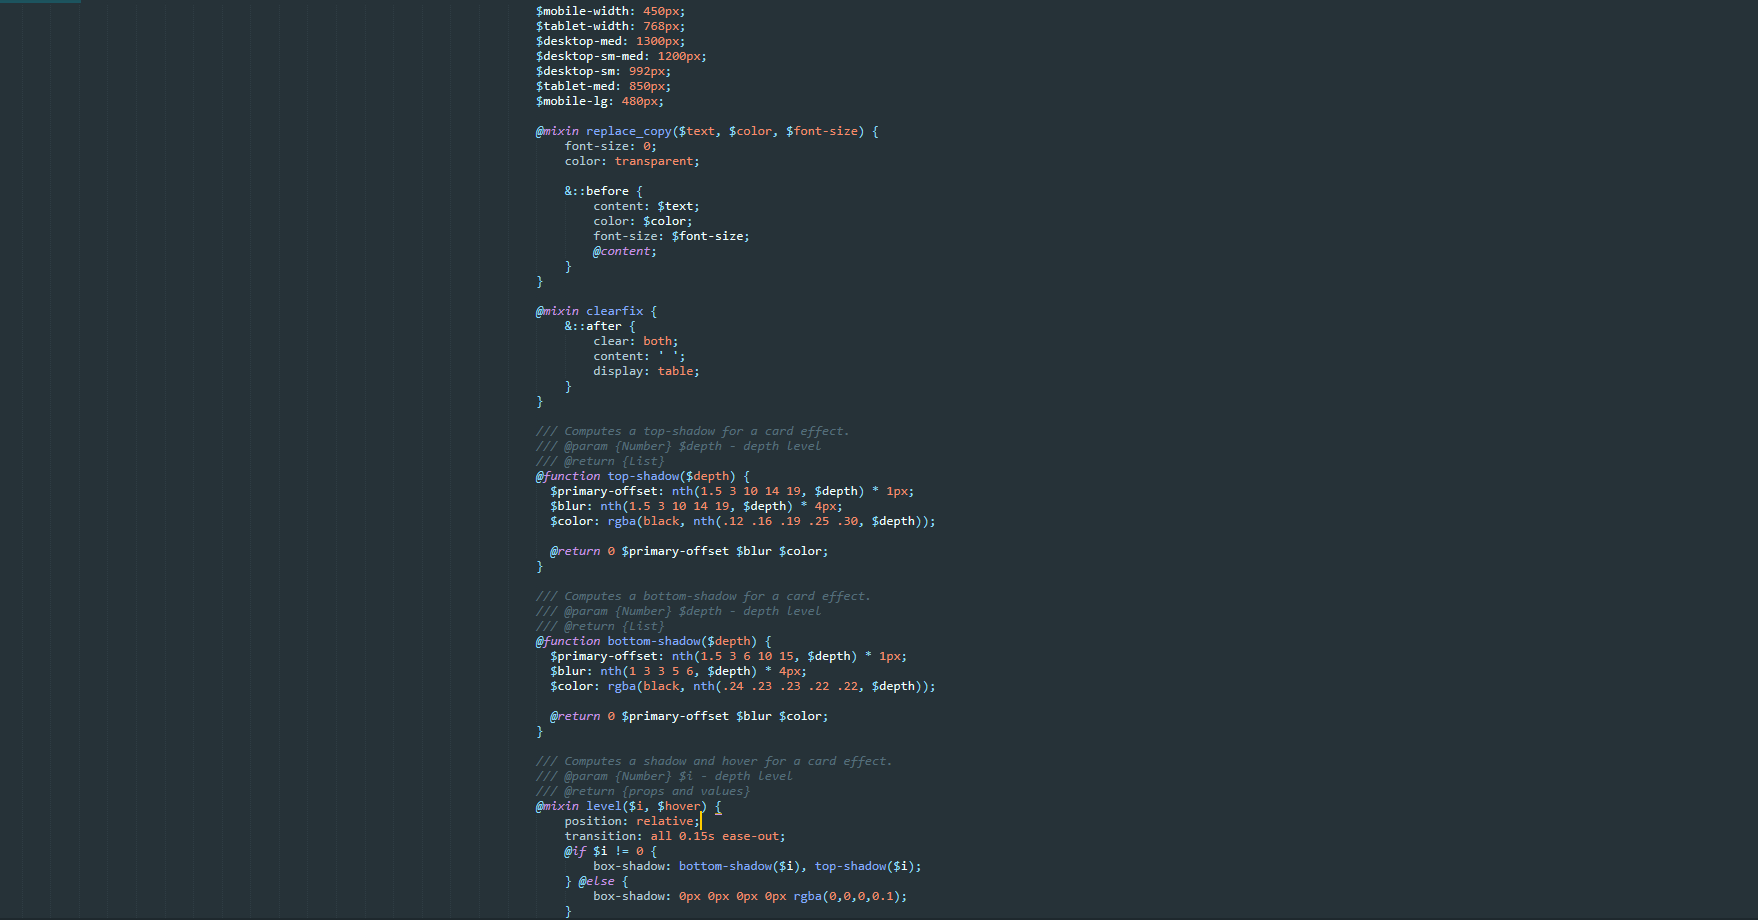 $mobile-width: 450px;
$tablet-width: 768px;
$desktop-med: 1300px;
$desktop-sm-med: 1200px;
$desktop-sm: 992px;
$tablet-med: 850px;
$mobile-lg: 480px;
@mixin replace_copy($text, $color, $font-size) {
font-size: 0;
color: transparent;
&::before {
content: $text;
color: $color;
font-size: $font-size;
@content;
}
}
@mixin clearfix {
&::after {
clear: both;
content: ' ';
display: table;
}
}
/// Computes a top-shadow for a card effect.
/// @param {Number} $depth - depth level
/// @return {List}
@function top-shadow($depth) {
$primary-offset: nth(1.5 3 10 14 19, $depth) * 1px;
$blur: nth(1.5 3 10 14 19, $depth) * 4px;
$color: rgba(black, nth(.12 .16 .19 .25 .30, $depth));
@return 0 $primary-offset $blur $color;
}
/// Computes a bottom-shadow for a card effect.
/// @param {Number} $depth - depth level
/// @return {List}
@function bottom-shadow($depth) {
$primary-offset: nth(1.5 3 6 10 15, $depth) * 1px;
$blur: nth(1 3 3 5 6, $depth) * 4px;
$color: rgba(black, nth(.24 .23 .23 .22 .22, $depth));
@return 0 $primary-offset $blur $color;
}
/// Computes a shadow and hover for a card effect.
/// @param {Number} $i - depth level
/// @return {props and values}
@mixin level($i, $hover) {
position: relative;
transition: all 0.15s ease-out;
@if $i != 0 {
box-shadow: bottom-shadow($i), top-shadow($i);
} @else {
box-shadow: 0px 0px 0px 0px rgba(0,0,0,0.1);
}